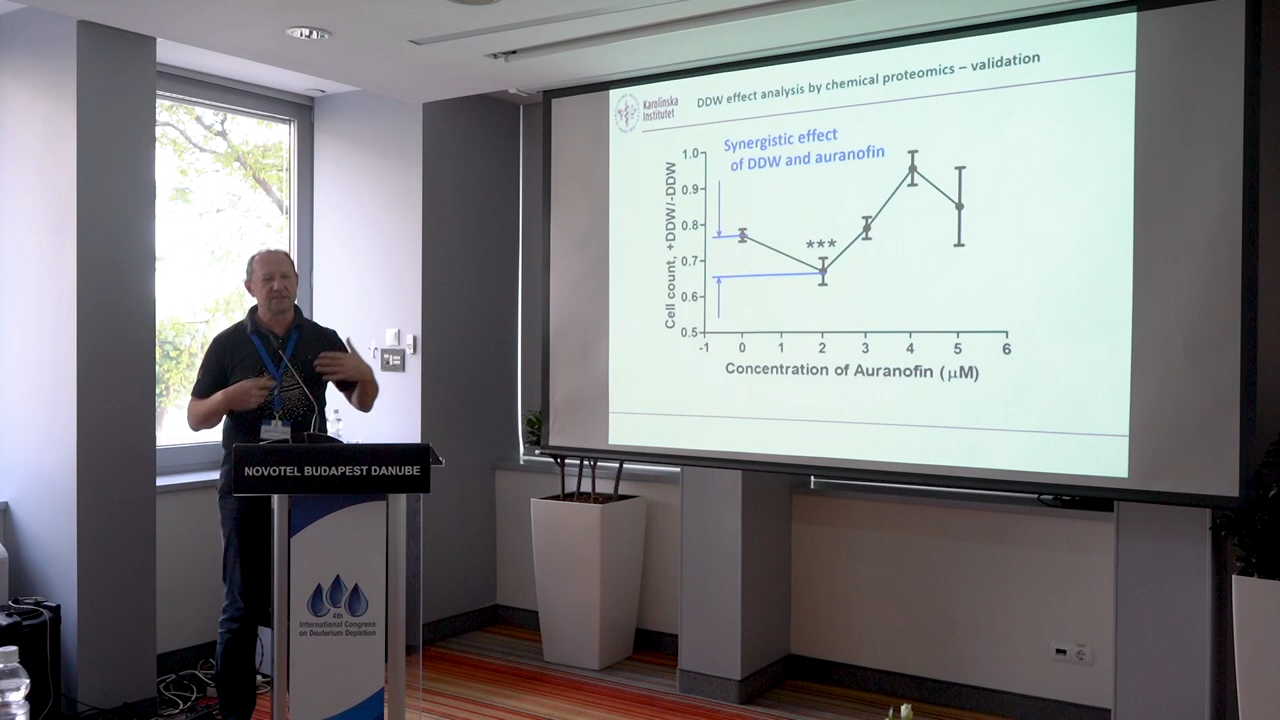 Karolinska
Institutet
DDW effect analysis by chemical proteomics – validation
Synergistic effect
of DDW and auranofin
Cell count, +DDW/-DDW
1.0
0.9
0.8
0.7
0.6
0.5
***
-1 0 1 2 3 4 5 6
Concentration of Auranofin (μM)
NOVOTEL BUDAPEST DANUBE
4th
International Congress
on Deuterium Depletion